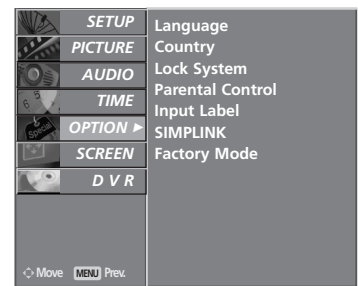 SETUP
PICTURE
AUDIO
TIME
OPTION
SCREEN
D V R
Language
Country
Lock System
Parental Control
Input Label
SIMPLINK
Factory Mode
Move MENU Prev.